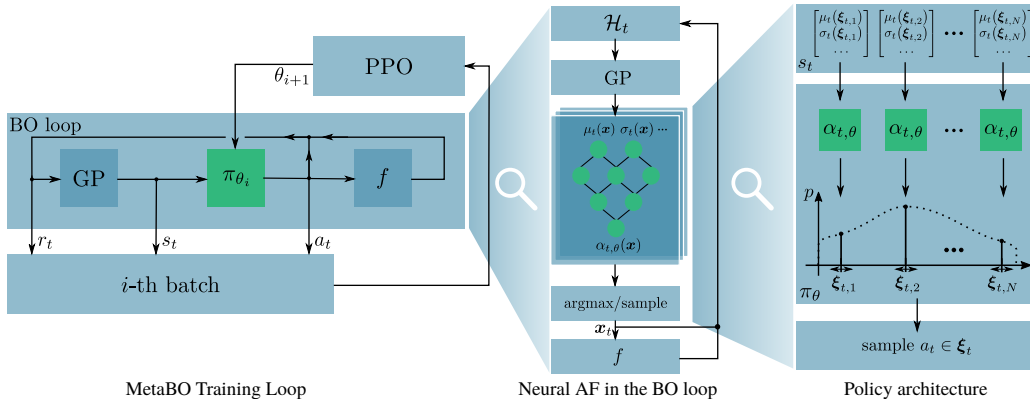 PPO
θ_{i+1}
BO loop
GP
π_{θ_i}
f
r_t
s_t
a_t
i-th batch
MetaBO Training Loop
ℋ_t
GP
μ_t(x) σ_t(x) ⋯
α_{t,θ}(x)
argmax/sample
x_t
f
Neural AF in the BO loop
[μ_t(ξ_{t,1}) [μ_t(ξ_{t,2}) ••• [μ_t(ξ_{t,N})
σ_t(ξ_{t,1}) σ_t(ξ_{t,2}) σ_t(ξ_{t,N})
...] ...] ...]
s_t
α_{t,θ} α_{t,θ} ••• α_{t,θ}
p
•••
π_θ ξ_{t,1} ξ_{t,2} ξ_{t,N}
sample a_t ∈ ξ_t
Policy architecture